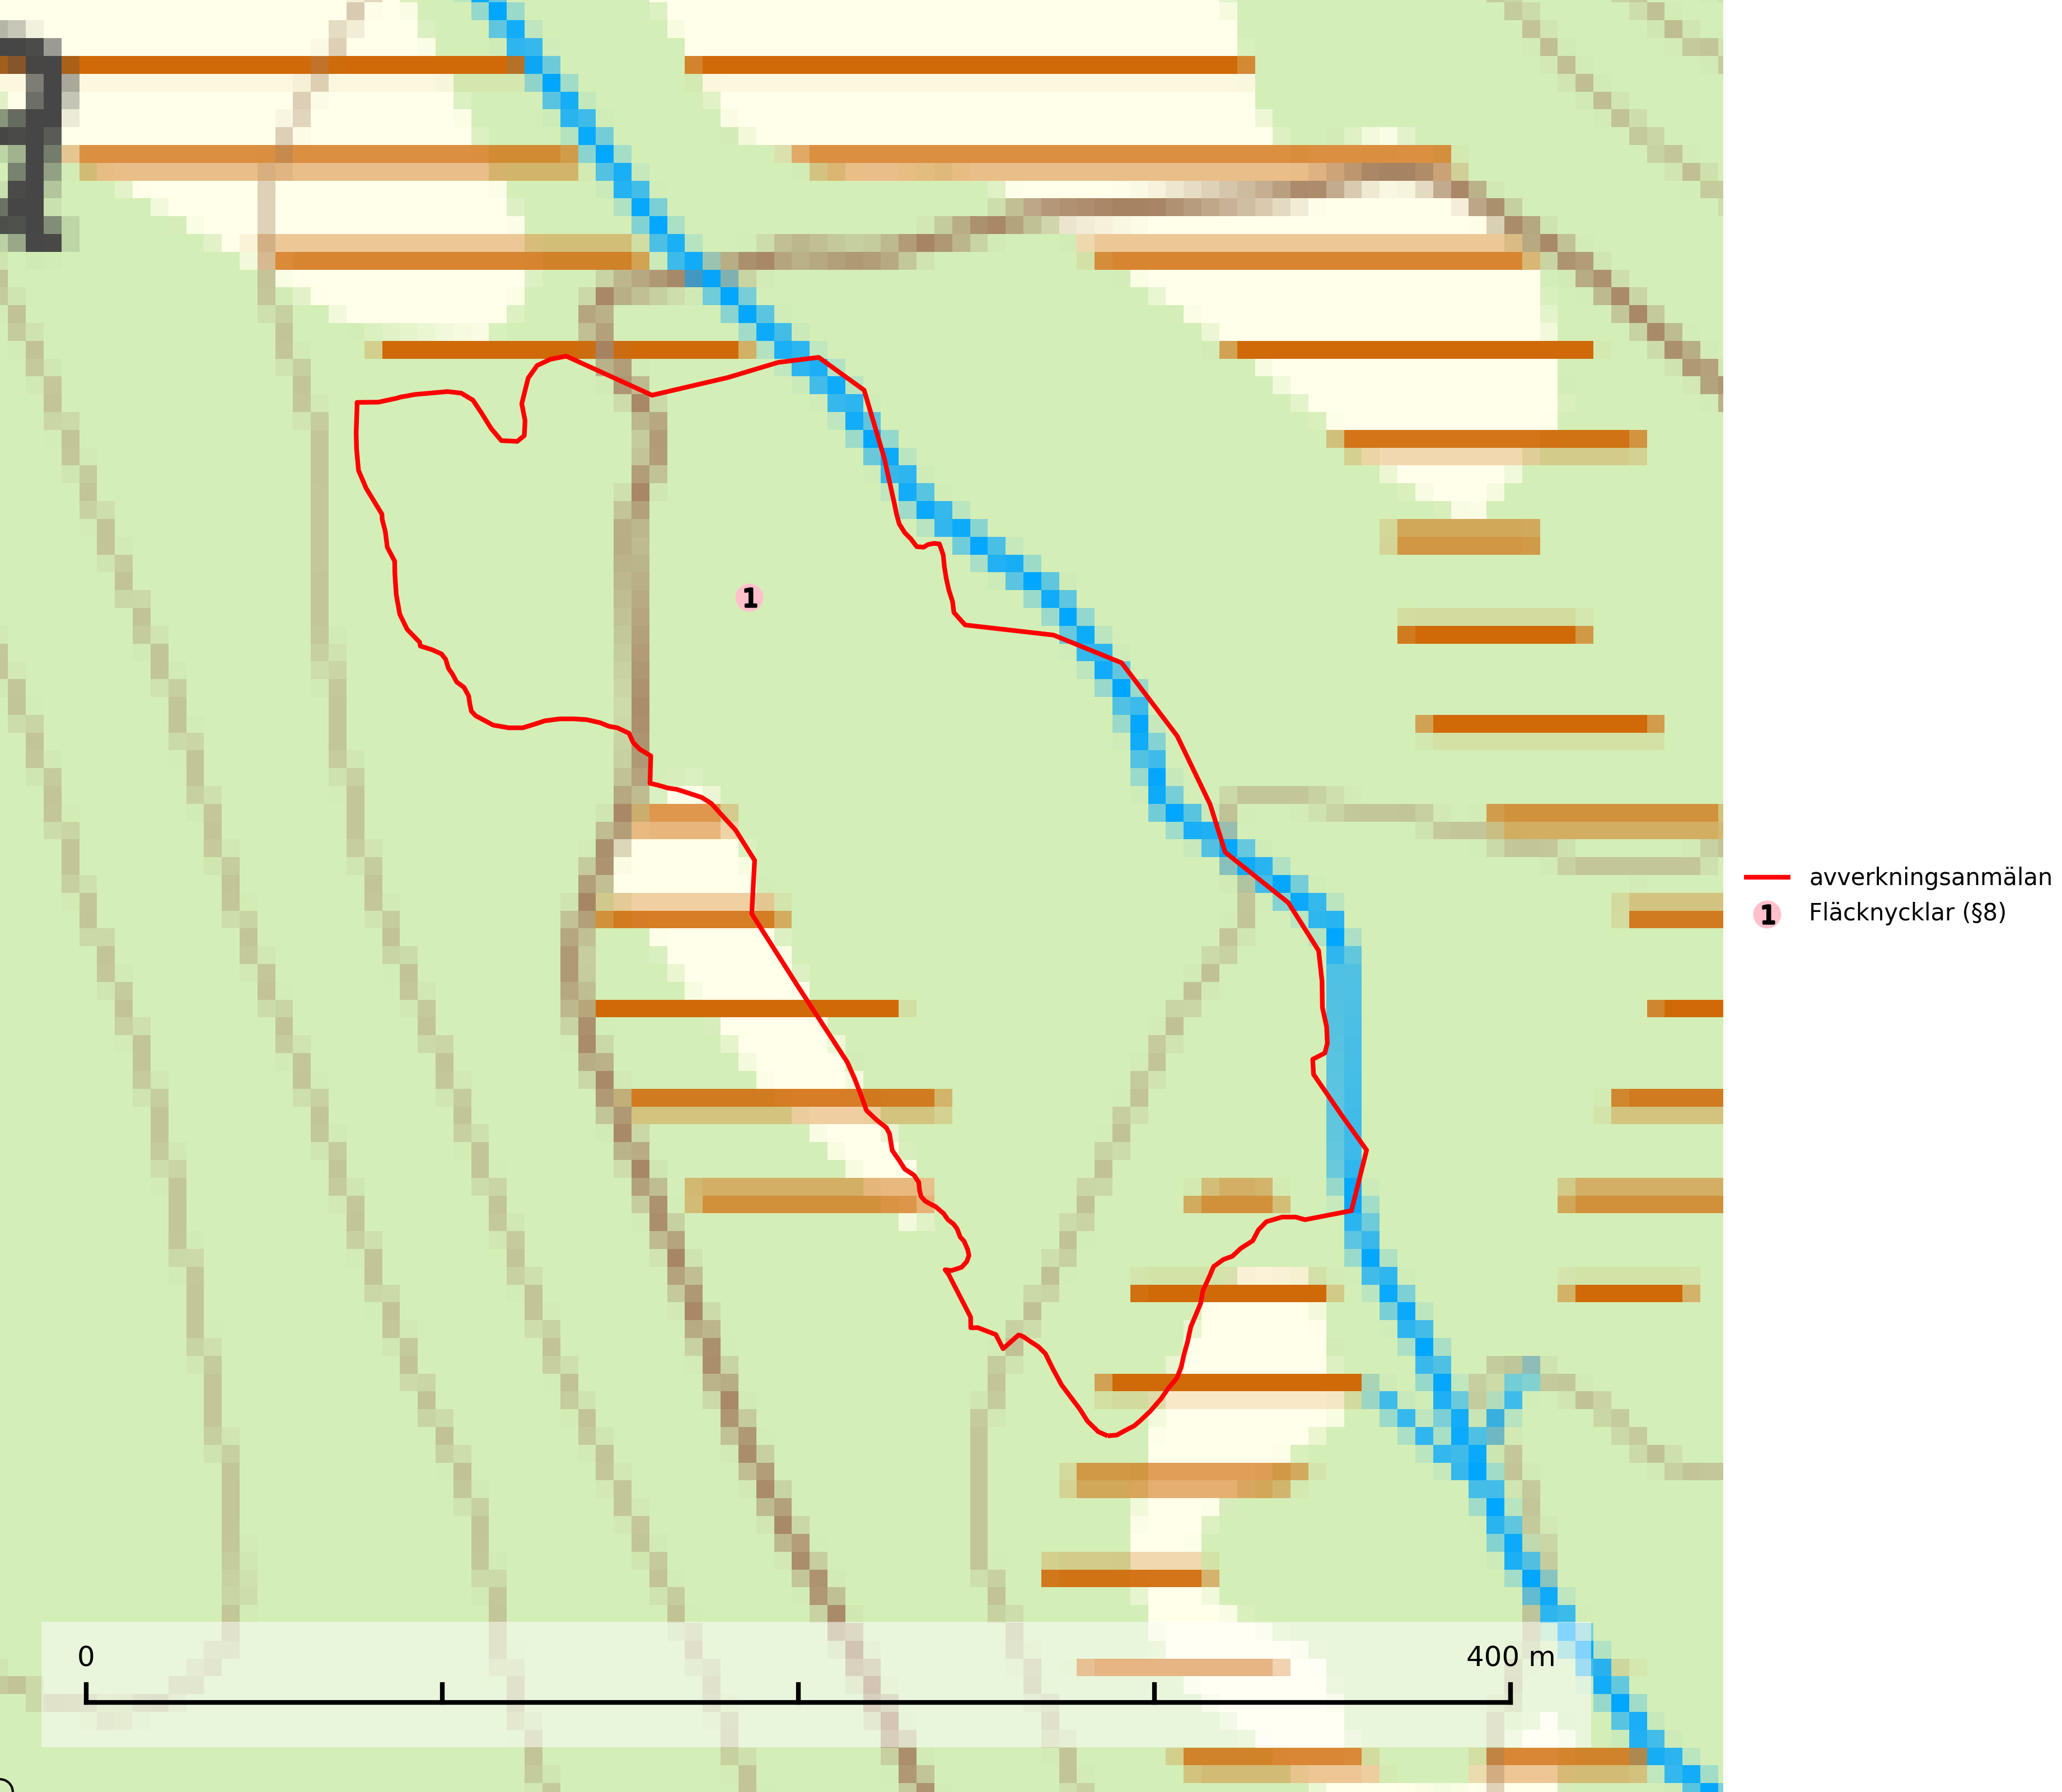 1
avverkningsanmälan
1 Fläcknycklar (§8)
0 400 m